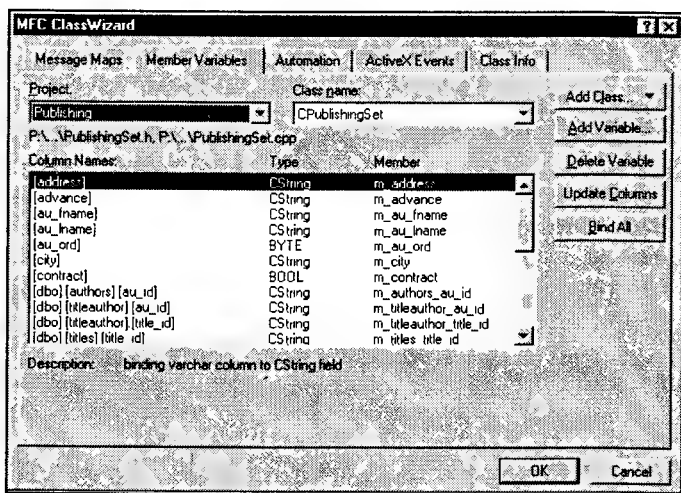 MFC ClassWizard
Message Maps Member Variables Automation ActiveX Events Class Info
Project: Class name: Add Class...
Publishing CPublishingSet Add Variable...
P:\...\PublishingSet.h, P:\...\PublishingSet.cpp
Column Names: Type Member Delete Variable
[address] CString m_address
[advance] CString m_advance Update Columns
[au_fname] CString m_au_fname
[au_lname] CString m_au_lname Bind All
[au_ord] BYTE m_au_ord
[city] CString m_city
[contract] BOOL m_contract
[dbo].[authors].[au_id] CString m_authors_au_id
[dbo].[titleauthor].[au_id] CString m_titleauthor_au_id
[dbo].[titleauthor].[title_id] CString m_titleauthor_title_id
[dbo].[titles].[title_id] CString m_titles_title_id
Description: binding varchar column to CString field
OK Cancel